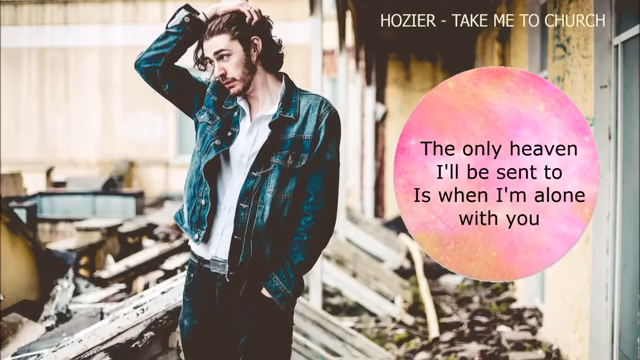 HOZIER - TAKE ME TO CHURCH
The only heaven
I'll be sent to
Is when I'm alone
with you